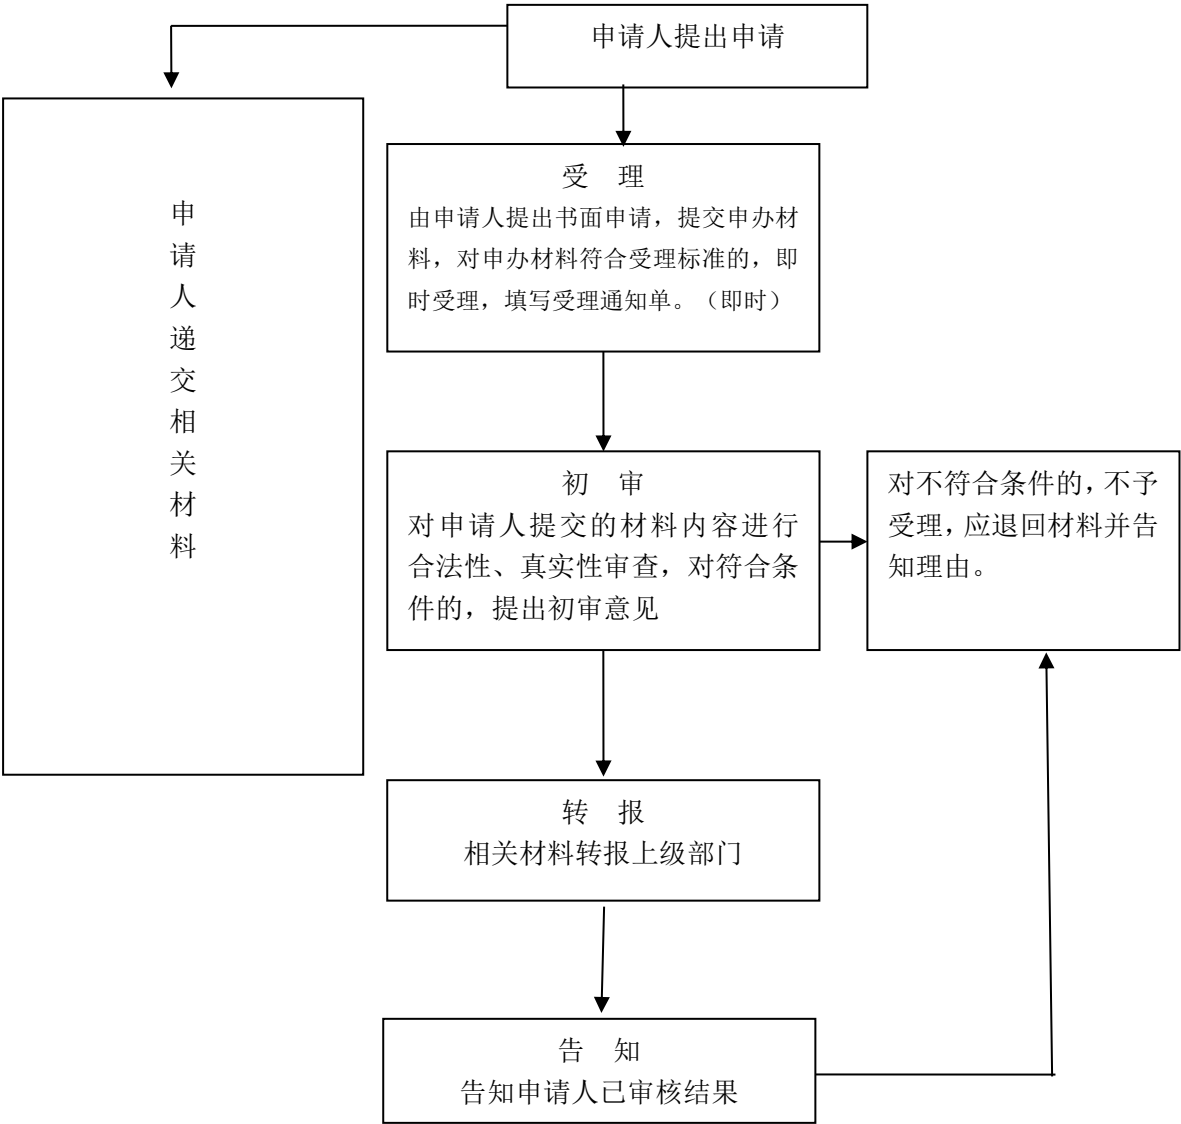 申请人提出申请
申
请
人
递
交
相
关
材
料
受 理
由申请人提出书面申请，提交申办材
料，对申办材料符合受理标准的，即
时受理，填写受理通知单。（即时）
初 审
对申请人提交的材料内容进行
合法性、真实性审查，对符合条
件的，提出初审意见
对不符合条件的，不予
受理，应退回材料并告
知理由。
转 报
相关材料转报上级部门
告 知
告知申请人已审核结果